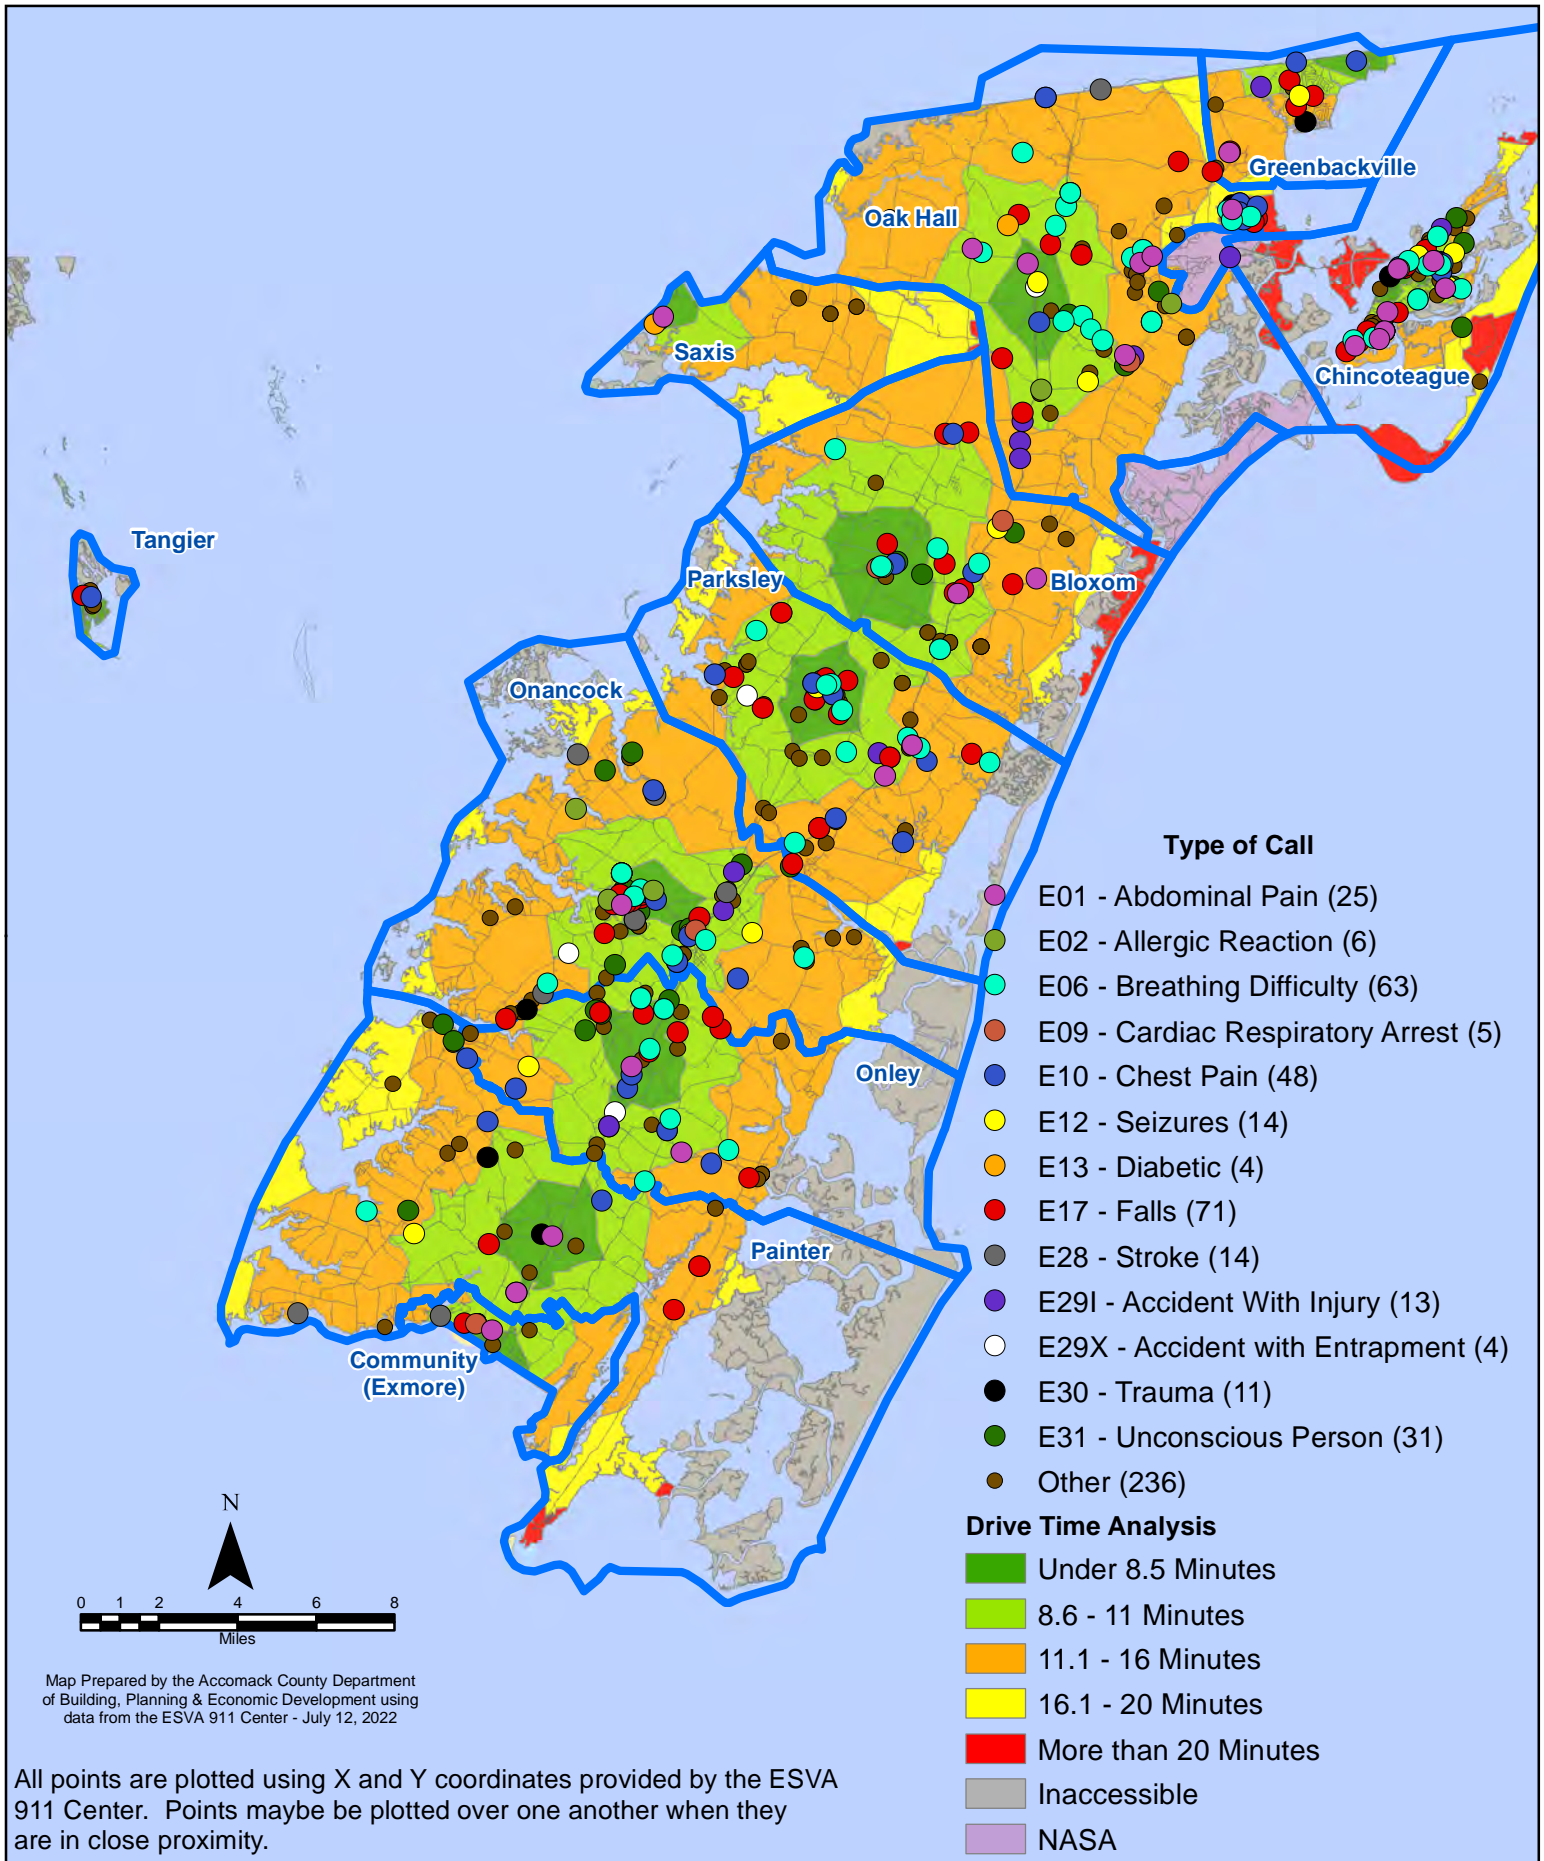 Greenbackville
Oak Hall
Saxis
Chincoteague
Tangier
Parksley
Bloxom
Onancock
Onley
Painter
Community
(Exmore)
Type of Call
E01 - Abdominal Pain (25)
E02 - Allergic Reaction (6)
E06 - Breathing Difficulty (63)
E09 - Cardiac Respiratory Arrest (5)
E10 - Chest Pain (48)
E12 - Seizures (14)
E13 - Diabetic (4)
E17 - Falls (71)
E28 - Stroke (14)
E29I - Accident With Injury (13)
E29X - Accident with Entrapment (4)
E30 - Trauma (11)
E31 - Unconscious Person (31)
Other (236)
Drive Time Analysis
Under 8.5 Minutes
8.6 - 11 Minutes
11.1 - 16 Minutes
16.1 - 20 Minutes
More than 20 Minutes
Inaccessible
NASA
N
0 1 2 4 6 8
Miles
Map Prepared by the Accomack County Department
of Building, Planning & Economic Development using
data from the ESVA 911 Center - July 12, 2022
All points are plotted using X and Y coordinates provided by the ESVA
911 Center. Points maybe be plotted over one another when they
are in close proximity.